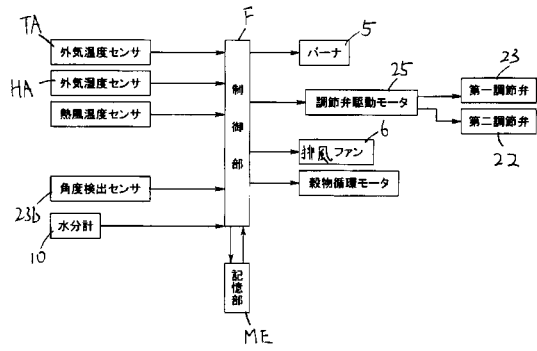 TA
外気温度センサ
HA
外気温度センサ
熱風温度センサ
角度検出センサ
23b
水分計
10
F
制御部
記憶部
ME
バーナ
5
25
調節弁駆動モータ
6
排風ファン
穀物循環モータ
23
第一調節弁
第二調節弁
22